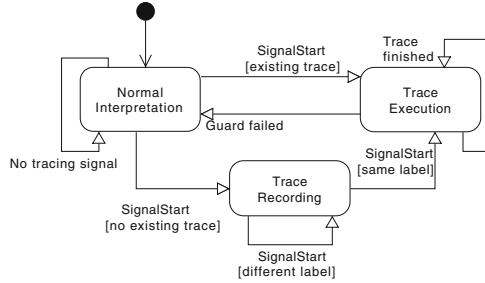 SignalStart
[existing trace]
Trace
finished
Normal
Interpretation
Trace
Execution
Guard failed
No tracing signal
SignalStart
[same label]
Trace
Recording
SignalStart
[no existing trace]
SignalStart
[different label]